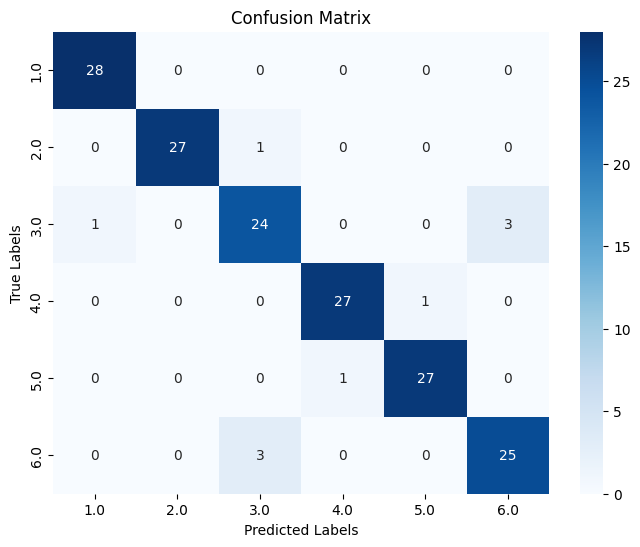 Confusion Matrix
1.0 28 0 0 0 0 0
2.0 0 27 1 0 0 0
3.0 1 0 24 0 0 3
4.0 0 0 0 27 1 0
5.0 0 0 0 1 27 0
6.0 0 0 3 0 0 25
1.0 2.0 3.0 4.0 5.0 6.0
Predicted Labels
True Labels
25
20
15
10
5
0